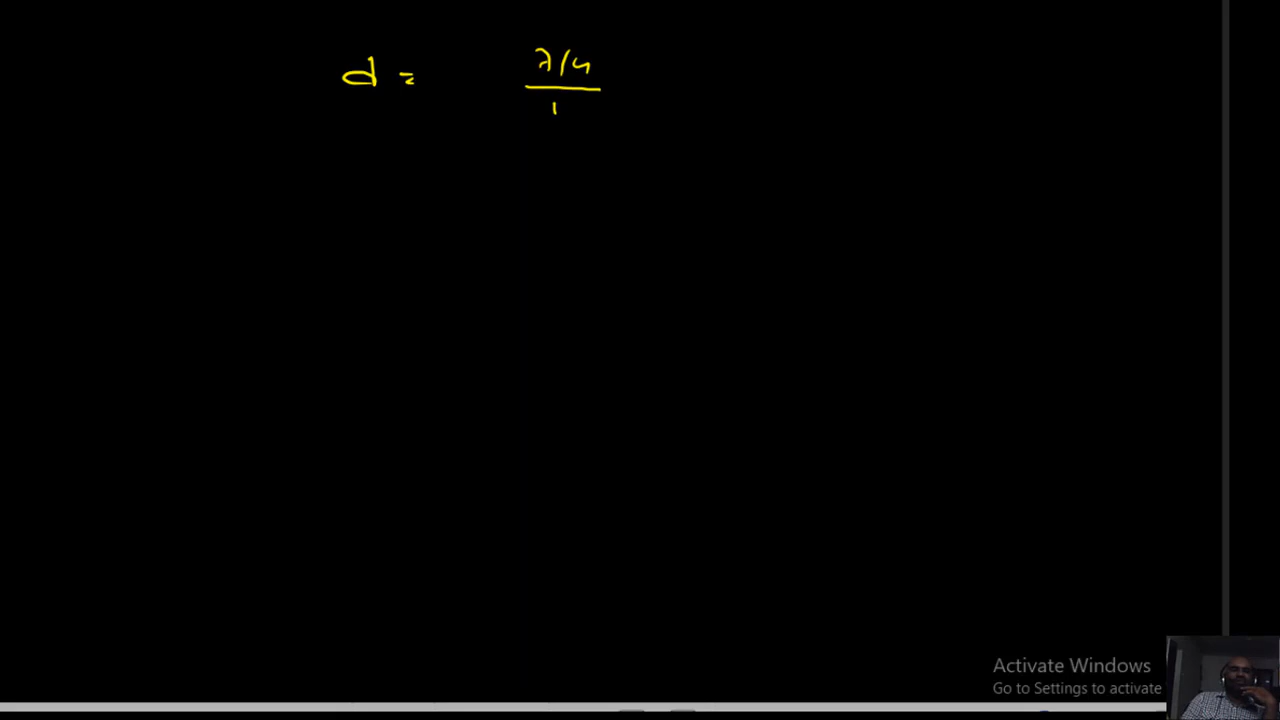 d = λ/4
1
Activate Windows
Go to Settings to activate